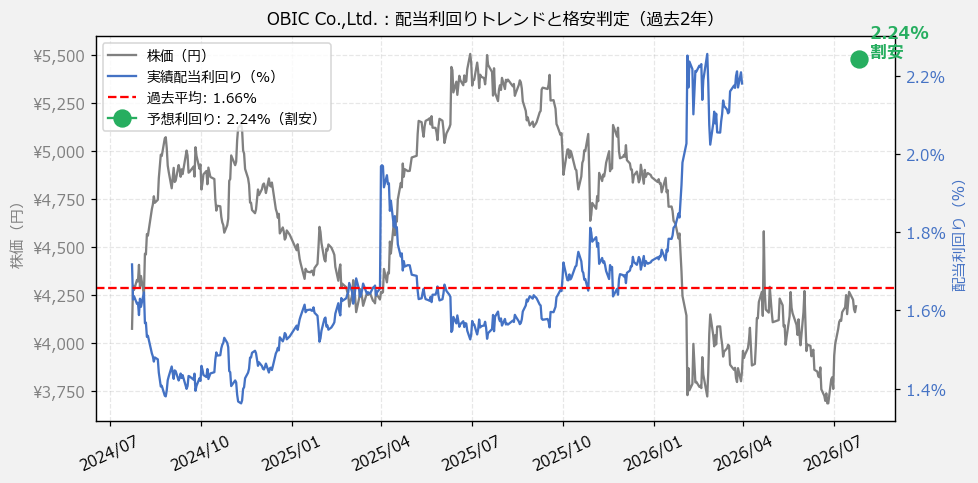 OBIC Co.,Ltd. : 配当利回りトレンドと格安判定（過去2年）
2.24%
割安
株価（円）
実績配当利回り（%）
過去平均: 1.66%
予想利回り: 2.24%（割安）
¥5,500
¥5,250
¥5,000
¥4,750
¥4,500
¥4,250
¥4,000
¥3,750
株価（円）
2.2%
2.0%
1.8%
1.6%
1.4%
配当利回り（%）
2024/07
2024/10
2025/01
2025/04
2025/07
2025/10
2026/01
2026/04
2026/07